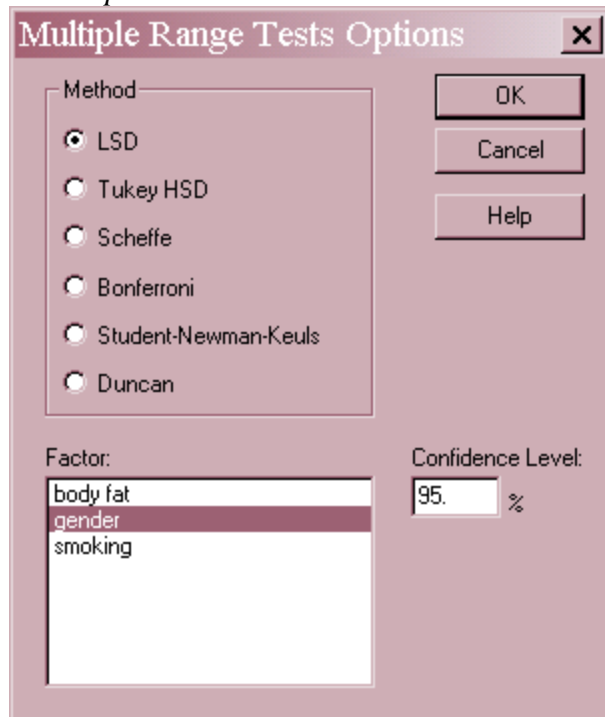 Multiple Range Tests Options
Method
LSD
Tukey HSD
Scheffe
Bonferroni
Student-Newman-Keuls
Duncan
OK
Cancel
Help
Factor:
body fat
gender
smoking
Confidence Level:
95. %